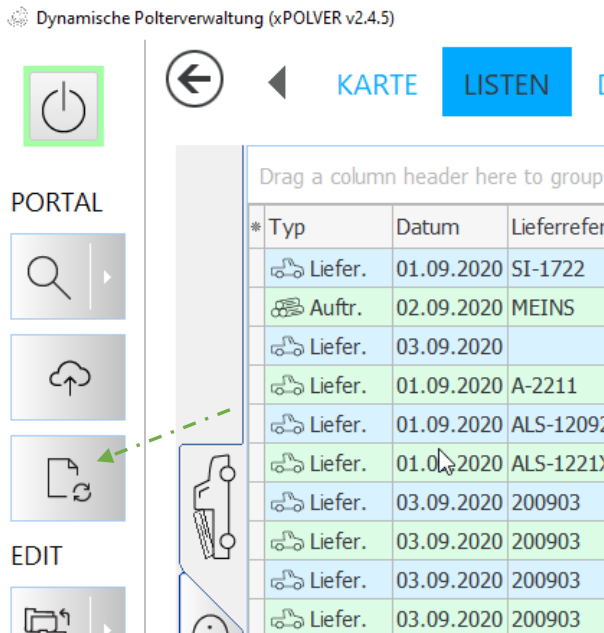 Dynamische Polterverwaltung (xPOLVER v2.4.5)
KARTE LISTEN
PORTAL
Drag a column header here to group
* Typ Datum Lieferrefer
Liefer. 01.09.2020 SI-1722
Auftr. 02.09.2020 MEINS
Liefer. 03.09.2020
Liefer. 01.09.2020 A-2211
Liefer. 01.09.2020 ALS-12092
Liefer. 01.09.2020 ALS-1221X
Liefer. 03.09.2020 200903
Liefer. 03.09.2020 200903
Liefer. 03.09.2020 200903
Liefer. 03.09.2020 200903
EDIT